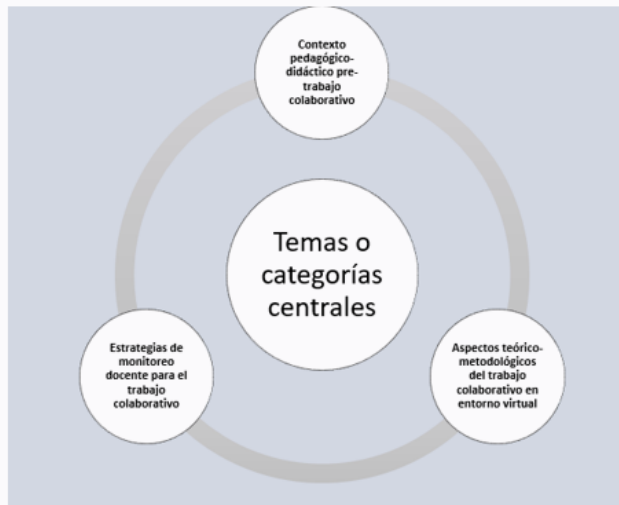 Contexto
pedagógico-
didáctico pre-
trabajo
colaborativo
Temas o
categorías
centrales
Estrategias de
monitoreo
docente para el
trabajo
colaborativo
Aspectos teórico-
metodológicos
del trabajo
colaborativo en
entorno virtual